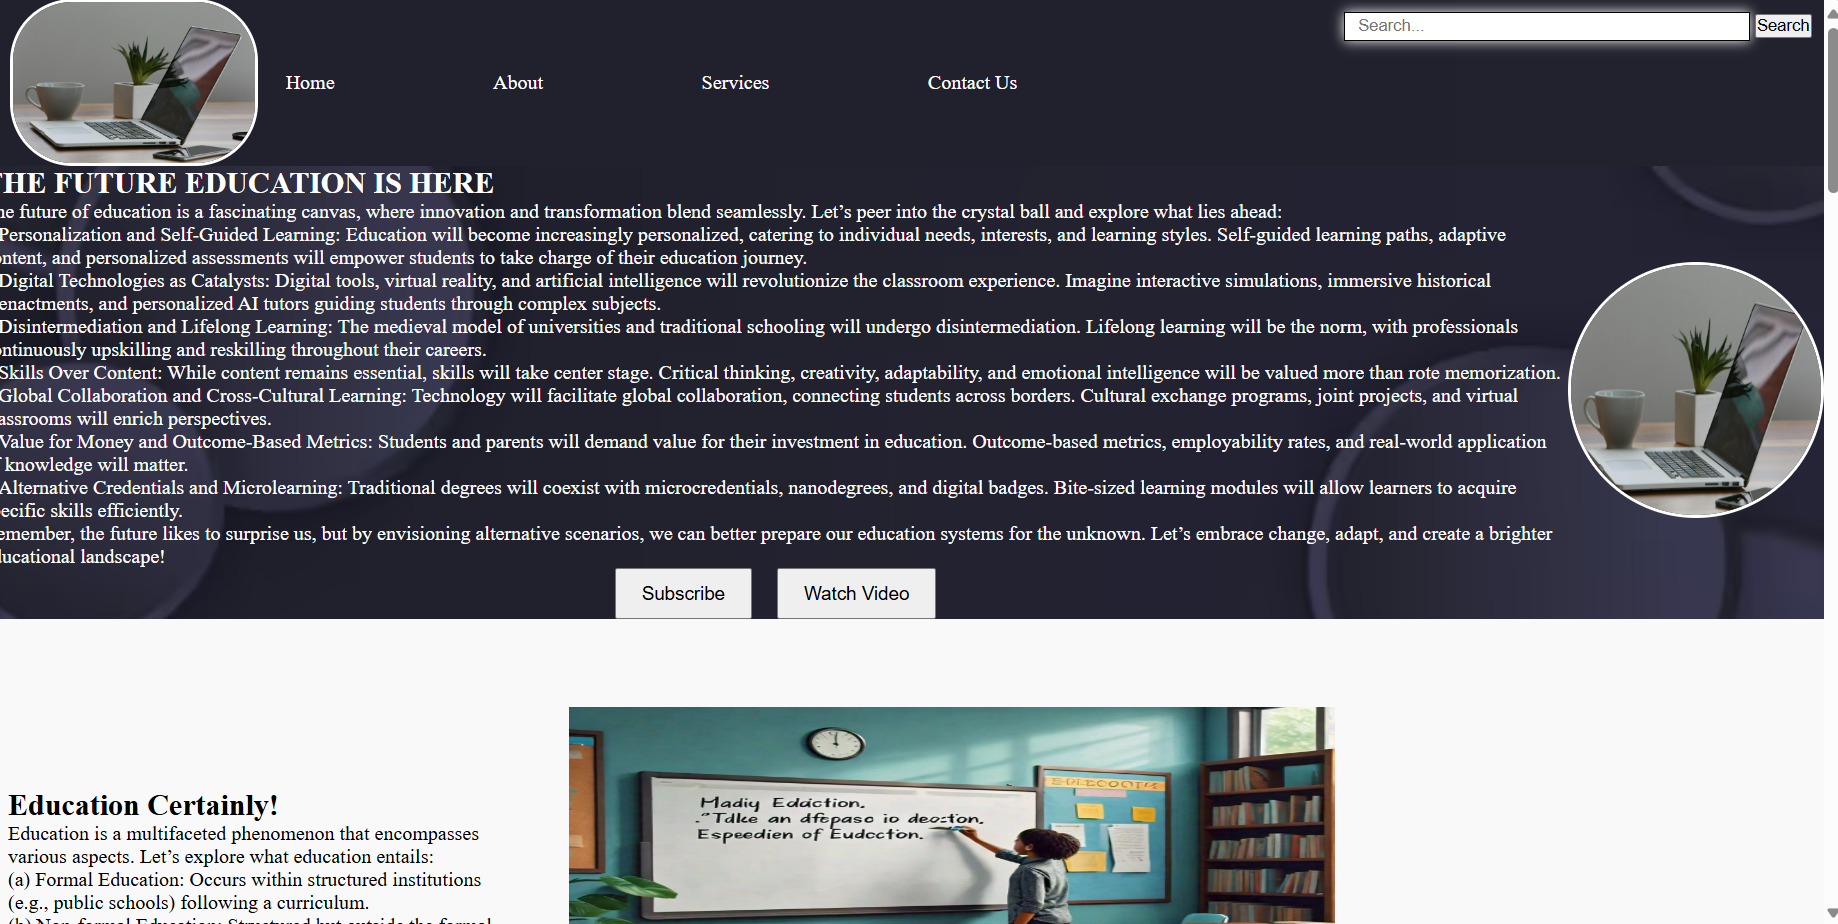 Search...
Search
Home
About
Services
Contact Us
HE FUTURE EDUCATION IS HERE
he future of education is a fascinating canvas, where innovation and transformation blend seamlessly. Let’s peer into the crystal ball and explore what lies ahead:
Personalization and Self-Guided Learning: Education will become increasingly personalized, catering to individual needs, interests, and learning styles. Self-guided learning paths, adaptive
ontent, and personalized assessments will empower students to take charge of their education journey.
Digital Technologies as Catalysts: Digital tools, virtual reality, and artificial intelligence will revolutionize the classroom experience. Imagine interactive simulations, immersive historical
enactments, and personalized AI tutors guiding students through complex subjects.
Disintermediation and Lifelong Learning: The medieval model of universities and traditional schooling will undergo disintermediation. Lifelong learning will be the norm, with professionals
ontinuously upskilling and reskilling throughout their careers.
Skills Over Content: While content remains essential, skills will take center stage. Critical thinking, creativity, adaptability, and emotional intelligence will be valued more than rote memorization.
Global Collaboration and Cross-Cultural Learning: Technology will facilitate global collaboration, connecting students across borders. Cultural exchange programs, joint projects, and virtual
assrooms will enrich perspectives.
Value for Money and Outcome-Based Metrics: Students and parents will demand value for their investment in education. Outcome-based metrics, employability rates, and real-world application
knowledge will matter.
Alternative Credentials and Microlearning: Traditional degrees will coexist with microcredentials, nanodegrees, and digital badges. Bite-sized learning modules will allow learners to acquire
ecific skills efficiently.
emember, the future likes to surprise us, but by envisioning alternative scenarios, we can better prepare our education systems for the unknown. Let’s embrace change, adapt, and create a brighter
ucational landscape!
Subscribe
Watch Video
Madiy Edaction.
."Tdke an dfepasc io deocton.
Espeedien of Eudocton.
Education Certainly!
Education is a multifaceted phenomenon that encompasses
various aspects. Let’s explore what education entails:
(a) Formal Education: Occurs within structured institutions
(e.g., public schools) following a curriculum.
(b) Non-formal Education: Structured but outside the formal